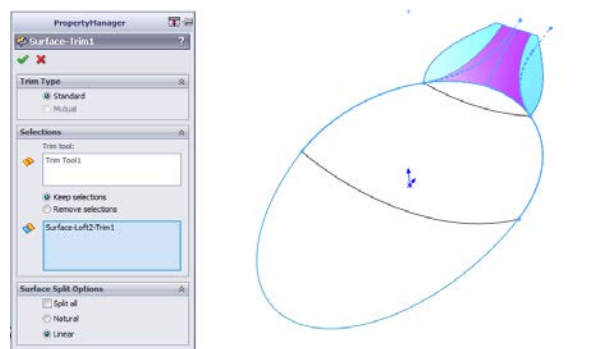 PropertyManager
Surface-Trim1 ?
Trim Type
Standard
Mutual
Selections
Trim tool:
Trim Tool1
Keep selections
Remove selections
Surface-Loft2-Trim1
Surface Split Options
Split all
Natural
Linear